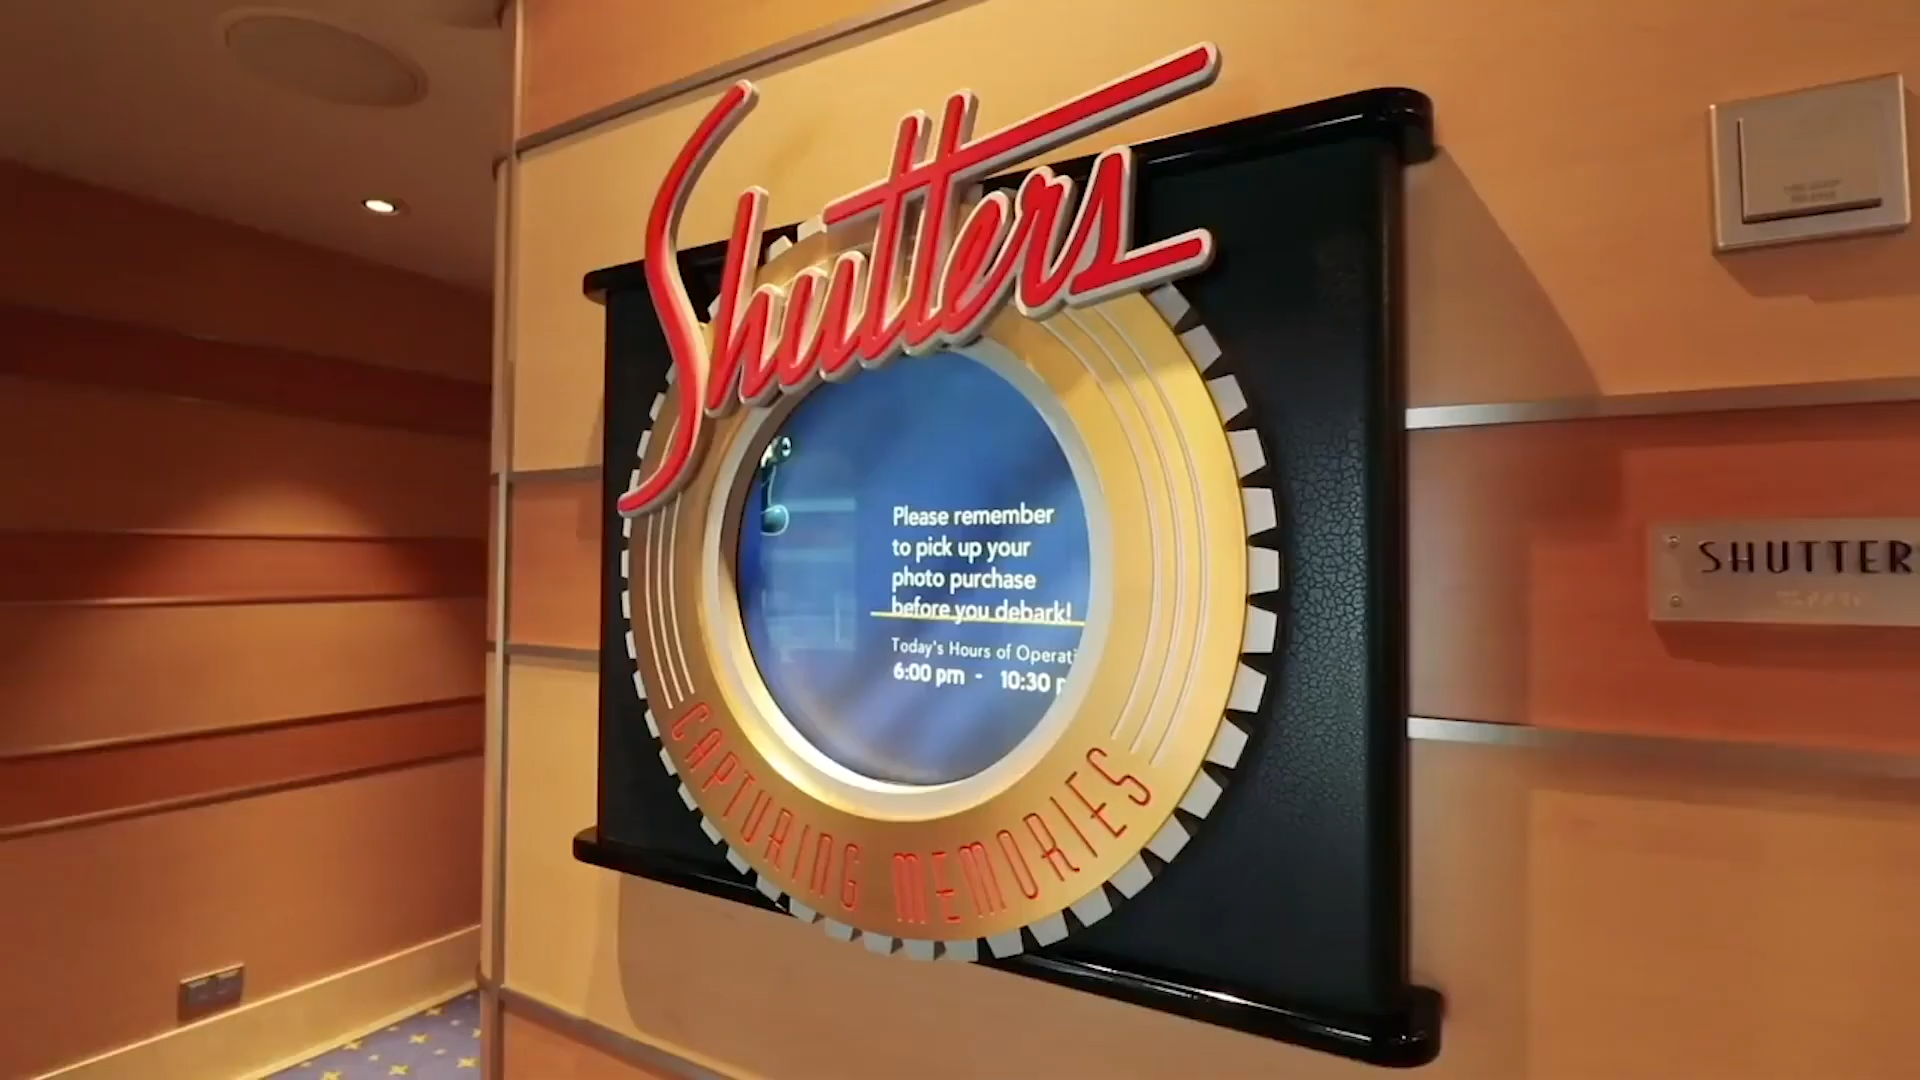 Shutters
Please remember
to pick up your
photo purchase
before you debark!
Today's Hours of Operati
6:00 pm - 10:30 p
CAPTURING MEMORIES
SHUTTER